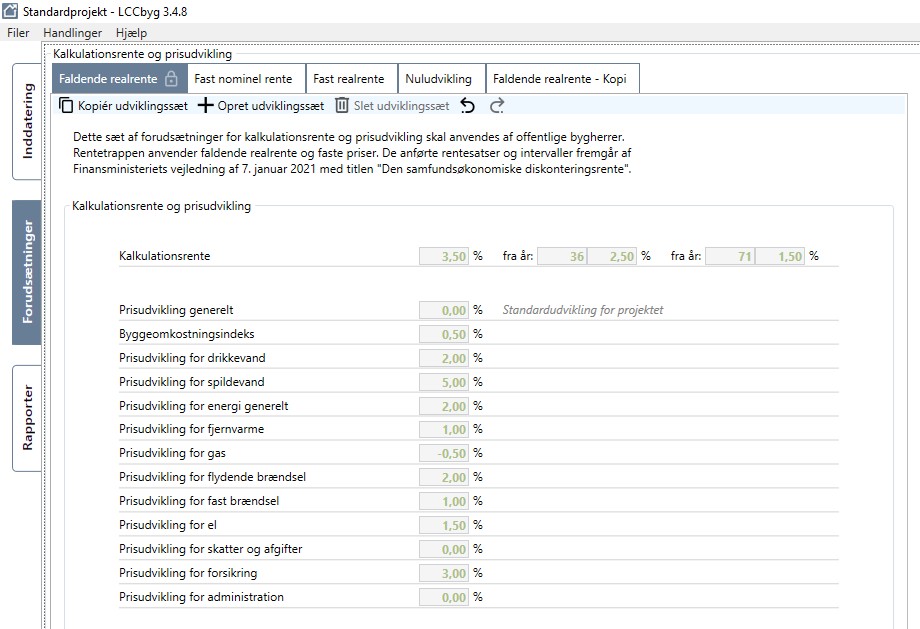 Standardprojekt - LCCbyg 3.4.8
Filer Handlinger Hjælp
Kalkulationsrente og prisudvikling
Faldende realrente Fast nominel rente Fast realrente Nuludvikling Faldende realrente - Kopi
Kopiér udviklingssæt Opret udviklingssæt Slet udviklingssæt
Inddatering
Forudsætninger
Rapporter
Dette sæt af forudsætninger for kalkulationsrente og prisudvikling skal anvendes af offentlige bygherrer.
Rentetrappen anvender faldende realrente og faste priser. De anførte rentesatser og intervaller fremgår af
Finansministeriets vejledning af 7. januar 2021 med titlen "Den samfundsøkonomiske diskonteringsrente".
Kalkulationsrente og prisudvikling
Kalkulationsrente 3,50 % fra år: 36 2,50 % fra år: 71 1,50 %
Prisudvikling generelt 0,00 % Standardudvikling for projektet
Byggeomkostningsindeks 0,50 %
Prisudvikling for drikkevand 2,00 %
Prisudvikling for spildevand 5,00 %
Prisudvikling for energi generelt 2,00 %
Prisudvikling for fjernvarme 1,00 %
Prisudvikling for gas -0,50 %
Prisudvikling for flydende brændsel 2,00 %
Prisudvikling for fast brændsel 1,00 %
Prisudvikling for el 1,50 %
Prisudvikling for skatter og afgifter 0,00 %
Prisudvikling for forsikring 3,00 %
Prisudvikling for administration 0,00 %